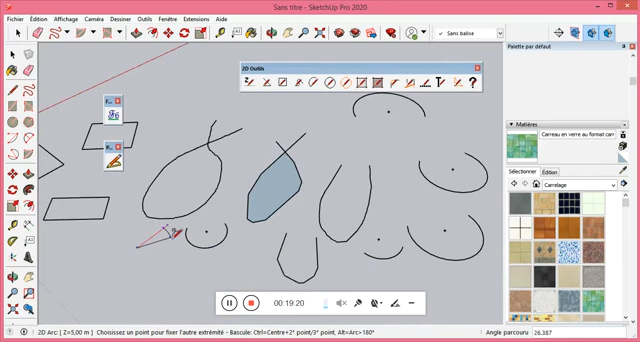 Sans titre - SketchUp Pro 2020
Fichier Édition Affichage Caméra Dessiner Outils Fenêtre Extensions Aide
Sans balise
Palette par défaut
2D Outils
F...
Matières
Carreau en verre au format carr
Sélectionner Édition
Carrelage
00:19:20
2D Arc: [ Z=5,00 m ] Choisissez un point pour fixer l'autre extrémité - Bascule: Ctrl=Centre+2° point/3° point, Alt=Arc>180°
Angle parcouru 26.387